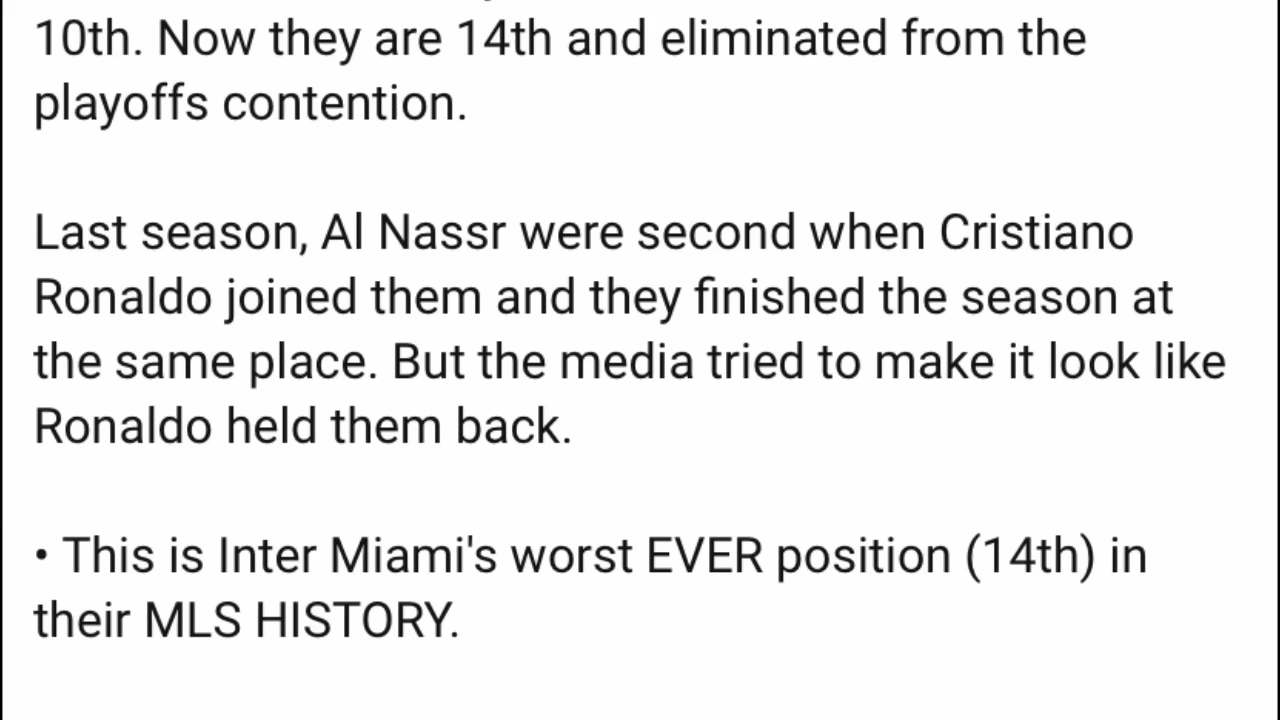 10th. Now they are 14th and eliminated from the
playoffs contention.
Last season, Al Nassr were second when Cristiano
Ronaldo joined them and they finished the season at
the same place. But the media tried to make it look like
Ronaldo held them back.
• This is Inter Miami's worst EVER position (14th) in
their MLS HISTORY.